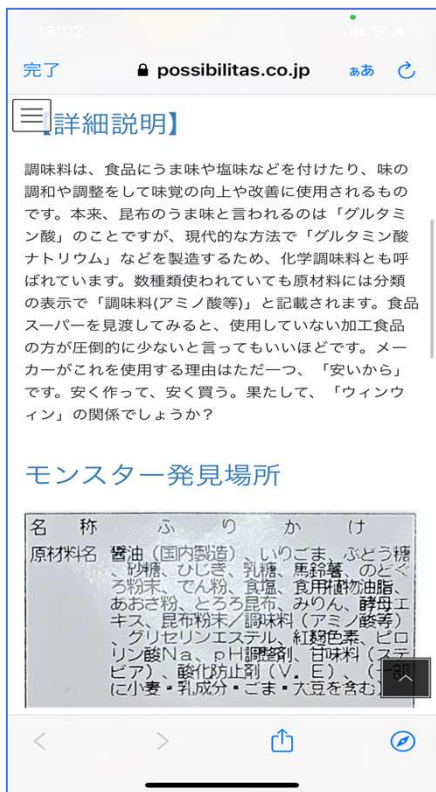 18:02
完了
possibilitas.co.jp
ああ
【詳細説明】
調味料は、食品にうま味や塩味などを付けたり、味の
調和や調整をして味覚の向上や改善に使用されるもの
です。本来、昆布のうま味と言われるのは「グルタミ
ン酸」のことですが、現代的な方法で「グルタミン酸
ナトリウム」などを製造するため、化学調味料とも呼
ばれています。数種類使われていても原材料には分類
の表示で「調味料(アミノ酸等)」と記載されます。食品
スーパーを見渡してみると、使用していない加工食品
の方が圧倒的に少ないと言ってもいいほどです。メー
カーがこれを使用する理由はただ一つ、「安いから」
です。安く作って、安く買う。果たして、「ウィンウ
ィン」の関係でしょうか？
モンスター発見場所
名 称 ふ り か け
原材料名 醤油（国内製造）、いりごま、ぶどう糖
、砂糖、ひじき、乳糖、馬鈴薯、のどぐ
ろ粉末、でん粉、食塩、食用植物油脂、
あおさ粉、とろろ昆布、みりん、酵母エ
キス、昆布粉末／調味料（アミノ酸等）
、グリセリンエステル、紅麹色素、ピロ
リン酸Ｎａ、ｐＨ調整剤、甘味料（ステ
ビア）、酸化防止剤（Ｖ．Ｅ）、（一部
に小麦・乳成分・ごま・大豆を含む）